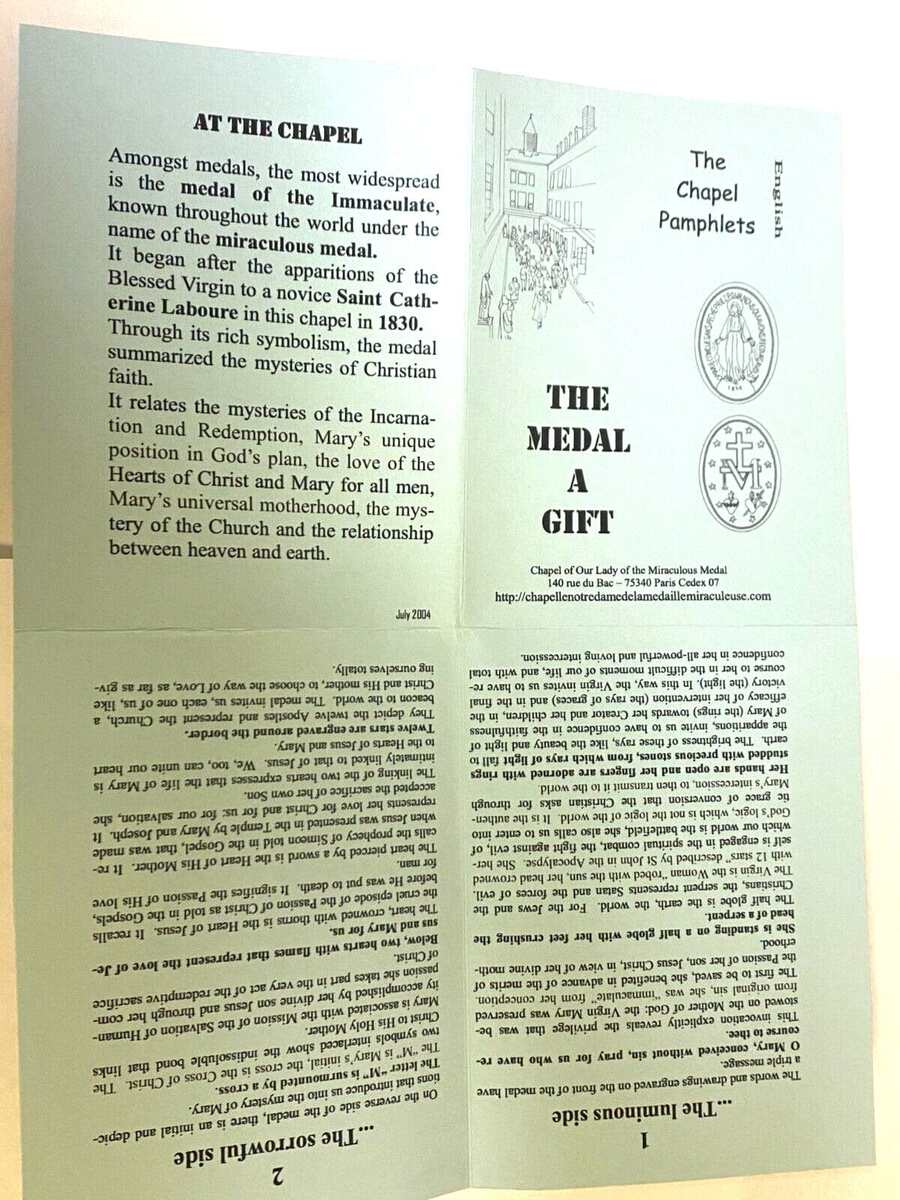 AT THE CHAPEL
Amongst medals, the most widespread
is the medal of the Immaculate,
known throughout the world under the
name of the miraculous medal.
It began after the apparitions of the
Blessed Virgin to a novice Saint Cath-
erine Laboure in this chapel in 1830.
Through its rich symbolism, the medal
summarized the mysteries of Christian
faith.
It relates the mysteries of the Incarna-
tion and Redemption, Mary's unique
position in God's plan, the love of the
Hearts of Christ and Mary for all men,
Mary's universal motherhood, the mys-
tery of the Church and the relationship
between heaven and earth.
July 2004
The
Chapel
Pamphlets
English
THE
MEDAL
A
GIFT
Chapel of Our Lady of the Miraculous Medal
140 rue du Bac – 75340 Paris Cedex 07
http://chapellenotredamedelamedaillemiraculeuse.com
1
...The luminous side
The words and drawings engraved on the front of the medal have
a triple message.
O Mary, conceived without sin, pray for us who have re-
course to thee.
This invocation explicitly reveals the privilege that was be-
stowed on the Mother of God: the Virgin Mary was preserved
from original sin, she was "immaculate" from her conception.
The first to be saved, she benefited in advance of the merits of
the Passion of her son, Jesus Christ, in view of her divine moth-
erhood.
She is standing on a half globe with her feet crushing the
head of a serpent.
The half globe is the earth, the world. For the Jews and the
Christians, the serpent represents Satan and the forces of evil.
The Virgin is the Woman "robed with the sun, her head crowned
with 12 stars" described by St John in the Apocalypse. She her-
self is engaged in the spiritual combat, the fight against evil, of
which our world is the battlefield, she also calls us to enter into
God's logic, which is not the logic of the world. It is the authen-
tic grace of conversion that the Christian asks for through
Mary's intercession, to then transmit it to the world
Her hands are open and her fingers are adorned with rings
studded with precious stones, from which rays of light fall to
earth. The brightness of these rays, like the beauty and light of
the apparitions, invite us to have confidence in the faithfulness
of Mary (the rings) towards her Creator and her children, in the
efficacy of her intervention (the rays of graces) and in the final
victory (the light). In this way, the Virgin invites us to have re-
course to her in the difficult moments of our life, and with total
confidence in her all-powerful and loving intercession.
2
...The sorrowful side
On the reverse side of the medal, there is an initial and depic-
tions that introduce us into the mystery of Mary.
The letter "M" is surmounted by a cross.
The "M" is Mary's initial, the cross is the Cross of Christ. The
two symbols interlaced show the indissoluble bond that links
Christ to His Holy Mother.
Mary is associated with the Mission of the Salvation of Human-
ity accomplished by her divine son Jesus and through her com-
passion she takes part in the very act of the redemptive sacrifice
of Christ.
Below, two hearts with flames that represent the love of Je-
sus and Mary for us.
The heart, crowned with thorns is the Heart of Jesus. It recalls
the cruel episode of the Passion of Christ as told in the Gospels,
before He was put to death. It signifies the Passion of His love
for man.
The heart pierced by a sword is the Heart of His Mother. It re-
calls the prophecy of Simeon told in the Gospel, that was made
when Jesus was presented in the Temple by Mary and Joseph. It
represents her love for Christ and for us: for our salvation, she
accepted the sacrifice of her own Son.
The linking of the two hearts expresses that the life of Mary is
intimately linked to that of Jesus. We, too, can unite our heart
to the Hearts of Jesus and Mary.
Twelve stars are engraved around the border.
They depict the twelve Apostles and represent the Church, a
beacon to the world. The medal invites us, each one of us, like
Christ and His mother, to choose the way of Love, as far as giv-
ing ourselves totally.